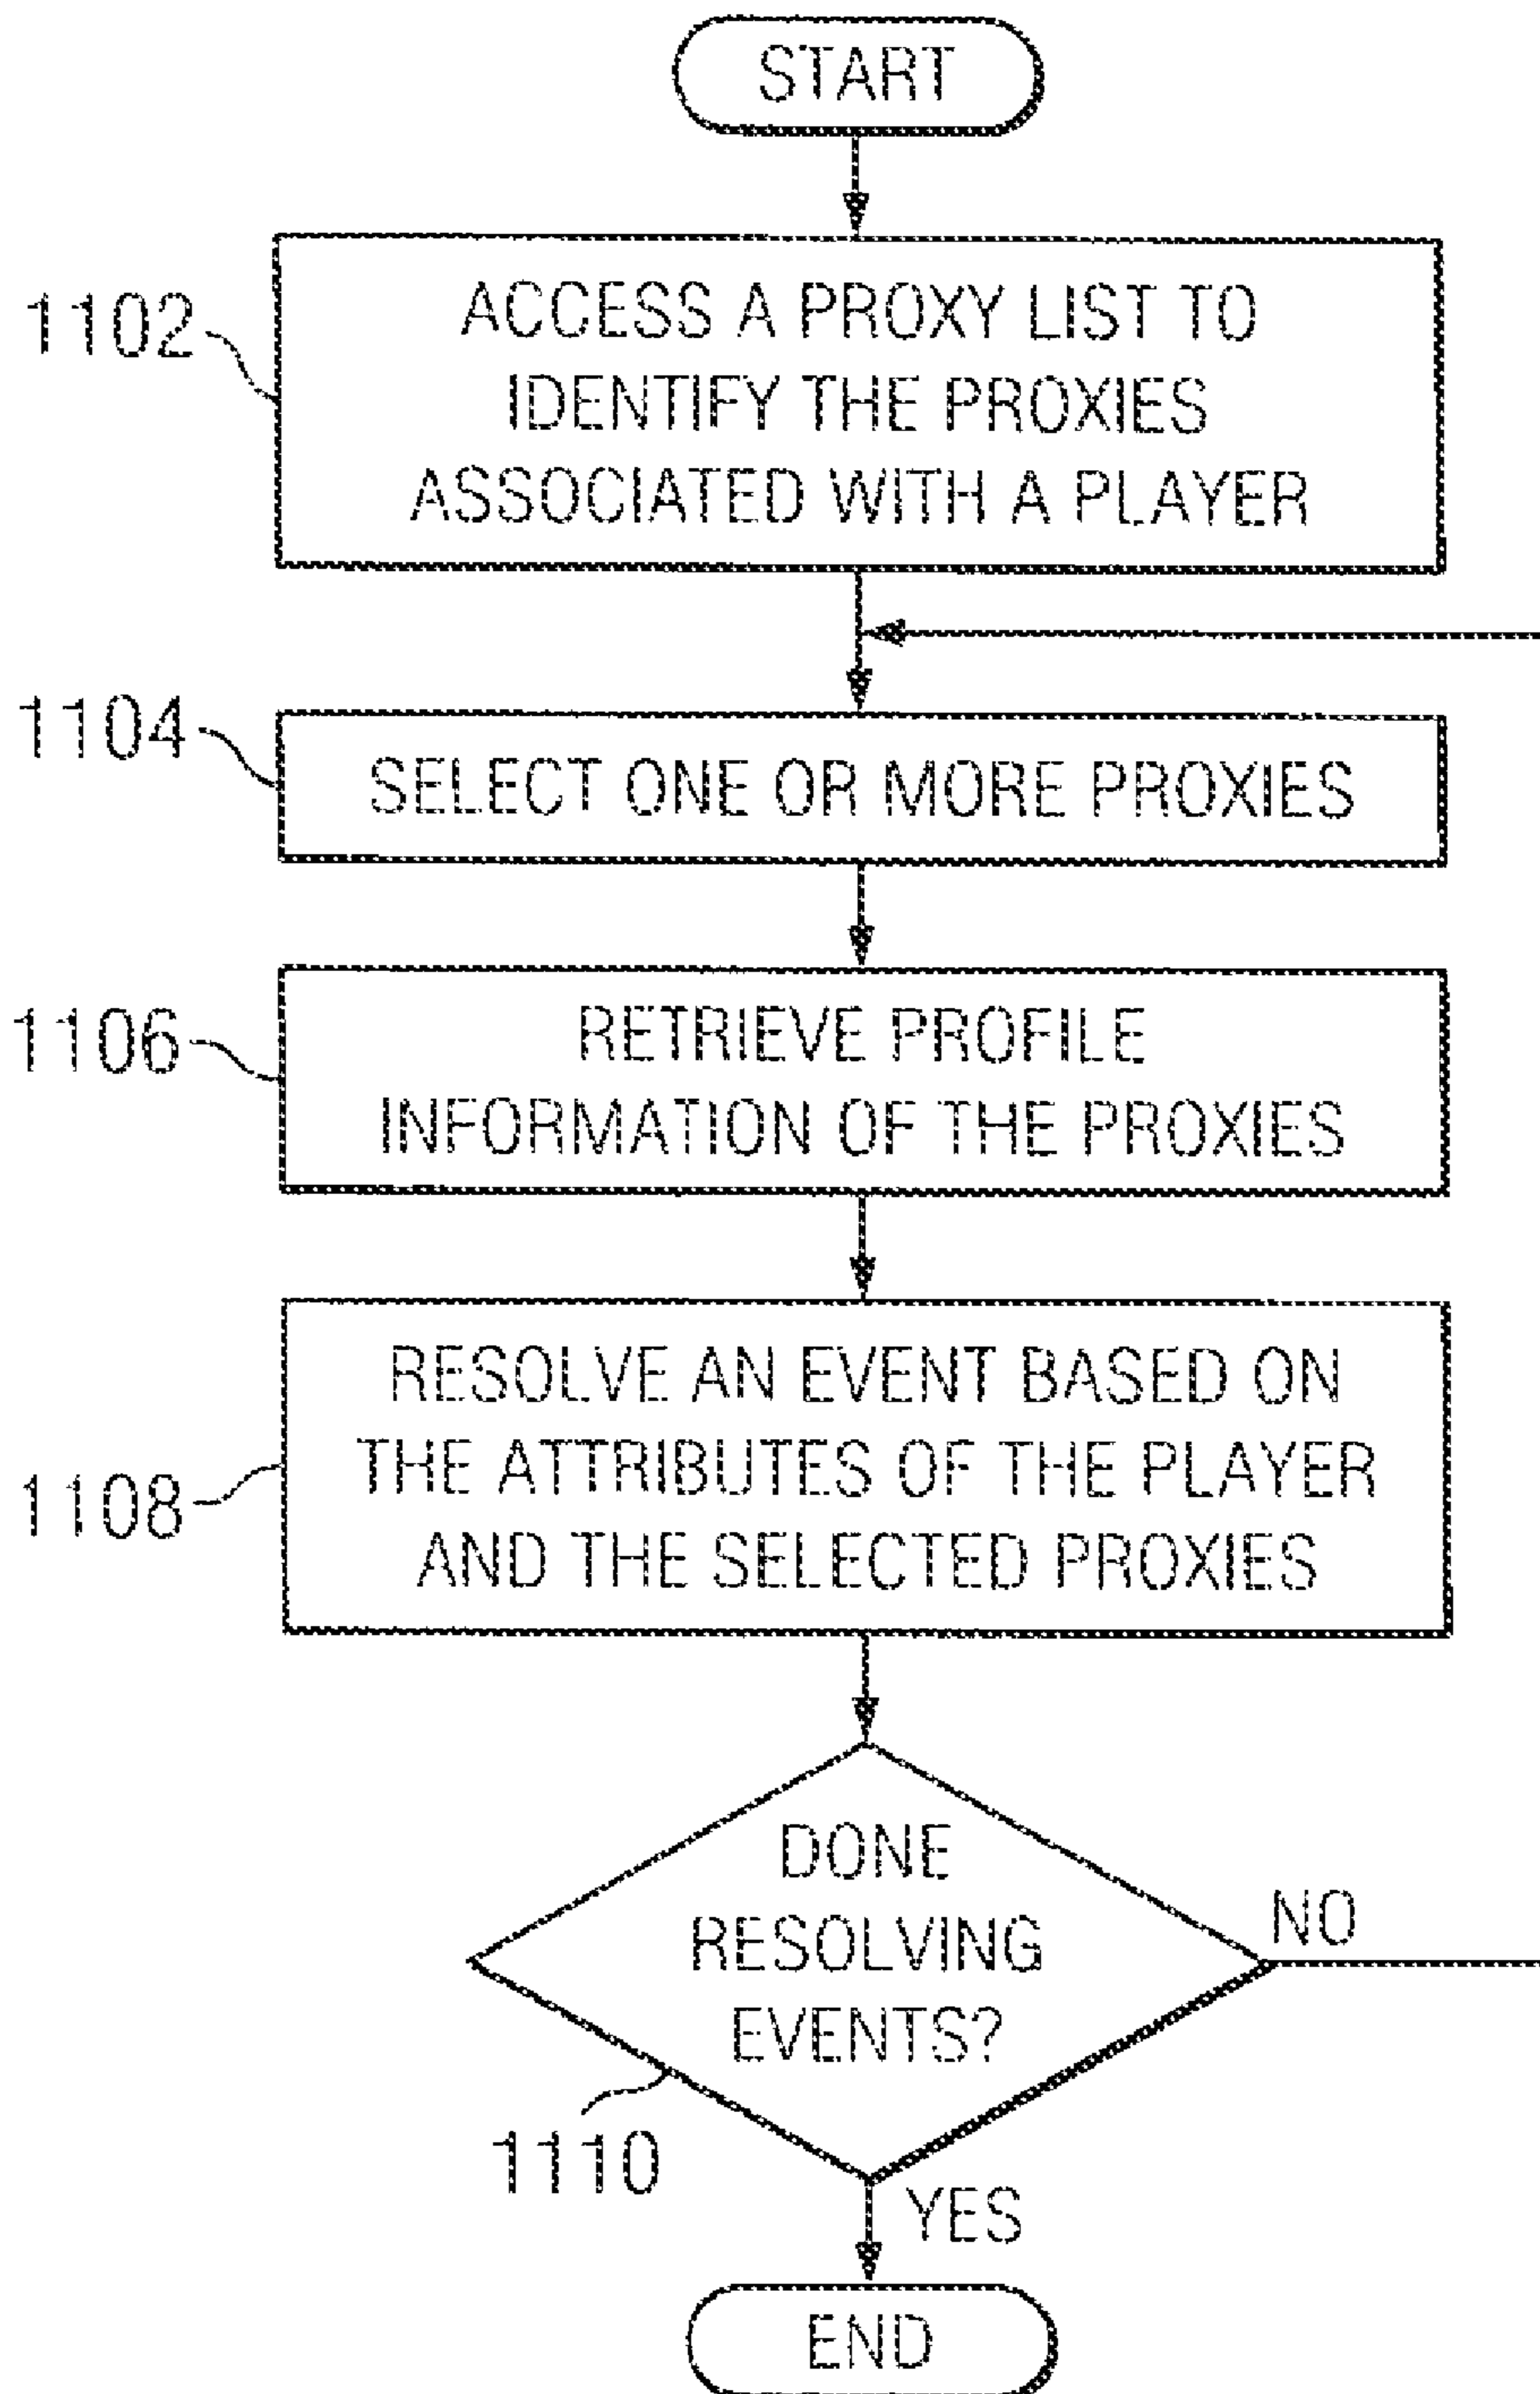 START
1102
ACCESS A PROXY LIST TO
IDENTIFY THE PROXIES
ASSOCIATED WITH A PLAYER
1104
SELECT ONE OR MORE PROXIES
1106
RETRIEVE PROFILE
INFORMATION OF THE PROXIES
1108
RESOLVE AN EVENT BASED ON
THE ATTRIBUTES OF THE PLAYER
AND THE SELECTED PROXIES
DONE
RESOLVING
EVENTS?
NO
1110
YES
END